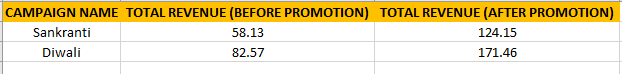 CAMPAIGN NAME TOTAL REVENUE (BEFORE PROMOTION) TOTAL REVENUE (AFTER PROMOTION)
Sankranti 58.13 124.15
Diwali 82.57 171.46